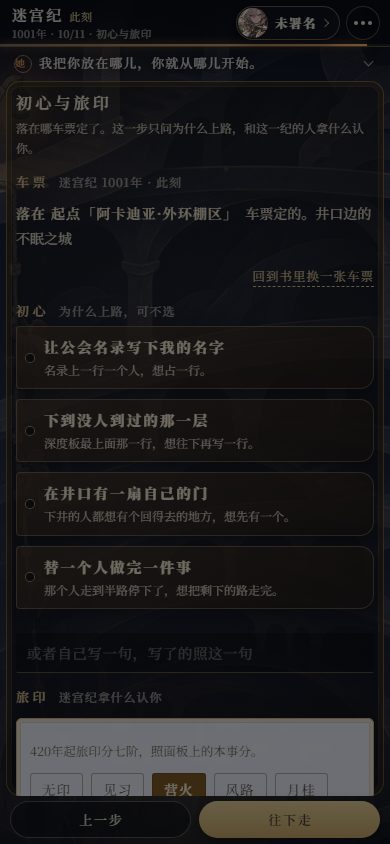 迷宫纪 此刻
1001年 · 10/11 · 初心与旅印
未署名
她 我把你放在哪儿，你就从哪儿开始。
初心与旅印
落在哪车票定了。这一步只问为什么上路，和这一纪的人拿什么认
你。
车票 迷宫纪 1001年 · 此刻
落在 起点「阿卡迪亚·外环棚区」 车票定的。井口边的
不眠之城
回到书里换一张车票
初心 为什么上路，可不选
让公会名录写下我的名字
名录上一行一个人，想占一行。
下到没人到过的那一层
深度板最上面那一行，想往下再写一行。
在井口有一扇自己的门
下井的人都想有个回得去的地方，想先有一个。
替一个人做完一件事
那个人走到半路停下了，想把剩下的路走完。
或者自己写一句，写了的照这一句
旅印 迷宫纪拿什么认你
420年起旅印分七阶，照面板上的本事分。
无印 见习 营火 风路 月桂
上一步 往下走